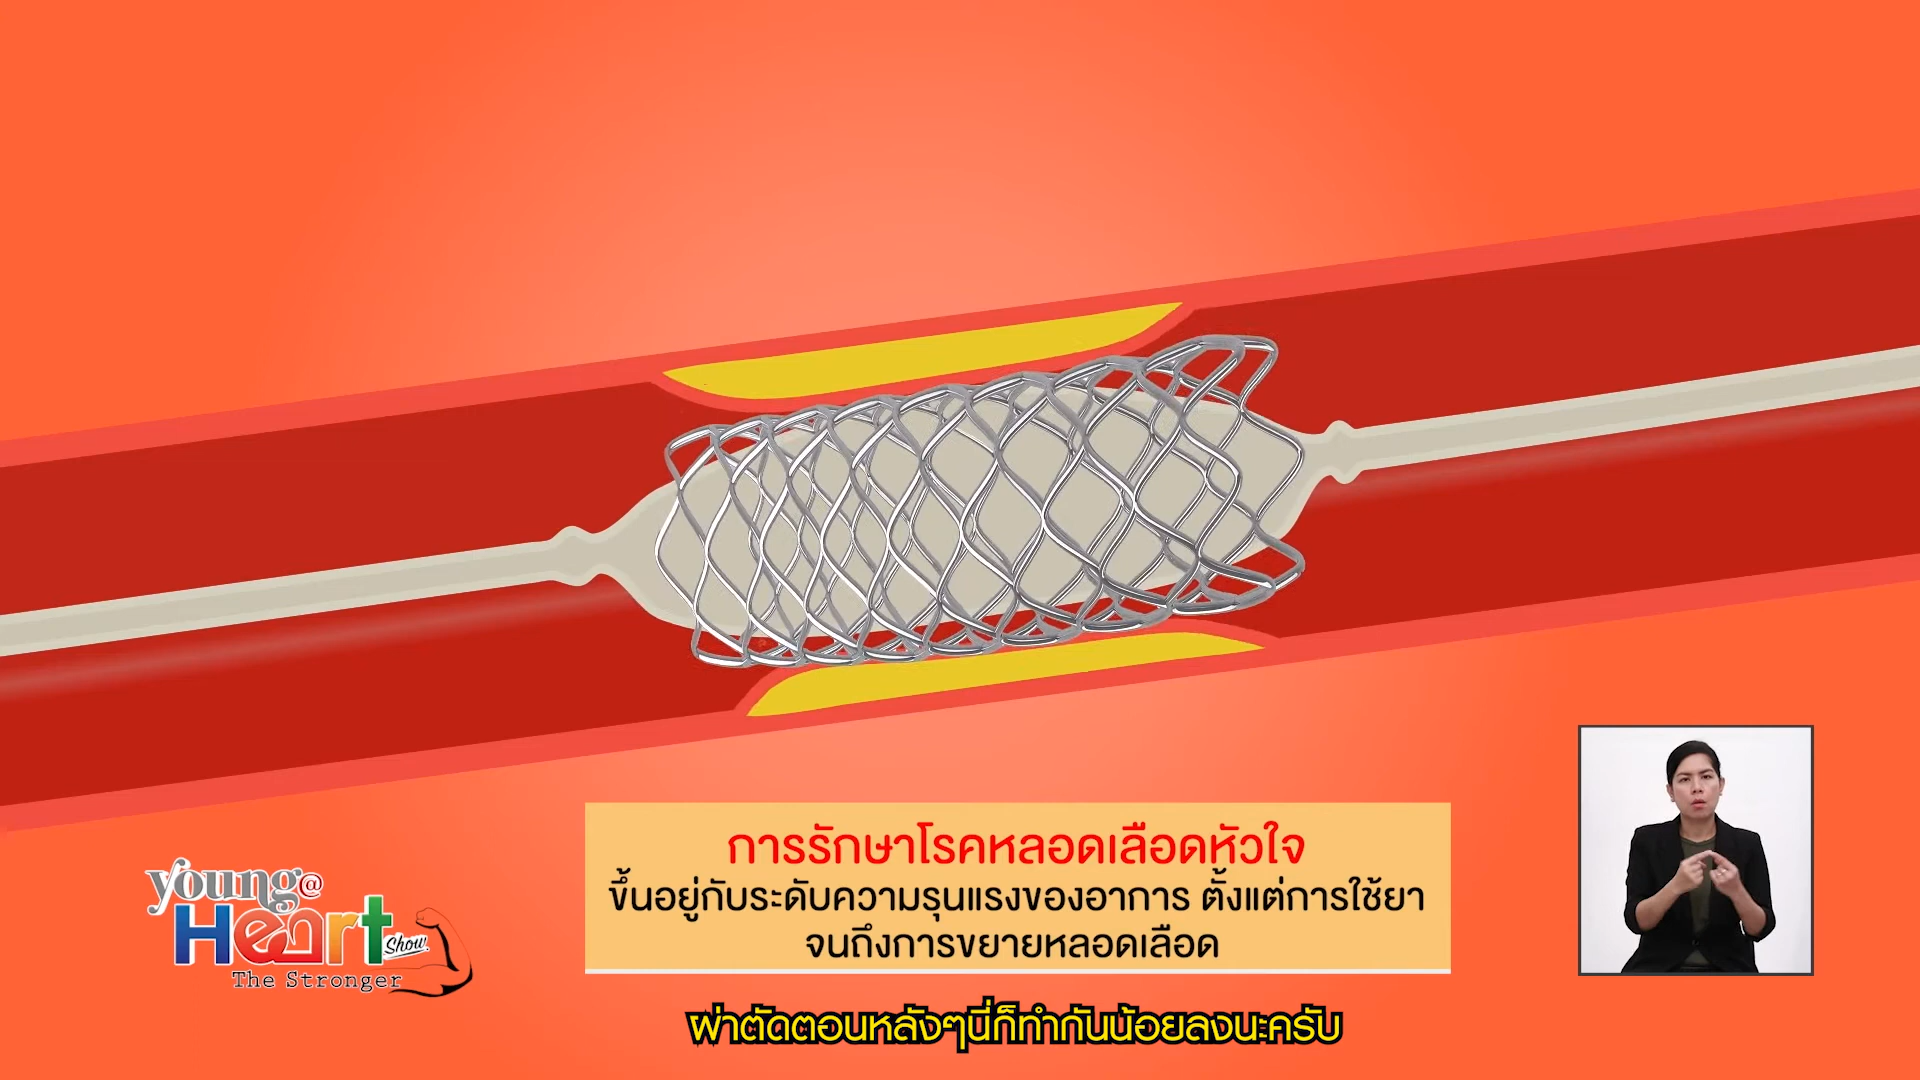 การรักษาโรคหลอดเลือดหัวใจ
ขึ้นอยู่กับระดับความรุนแรงของอาการ ตั้งแต่การใช้ยา
จนถึงการขยายหลอดเลือด
young@
Heart Show
The Stronger
ผ่าตัดตอนหลังๆนี่ก็ทำกันน้อยลงนะครับ